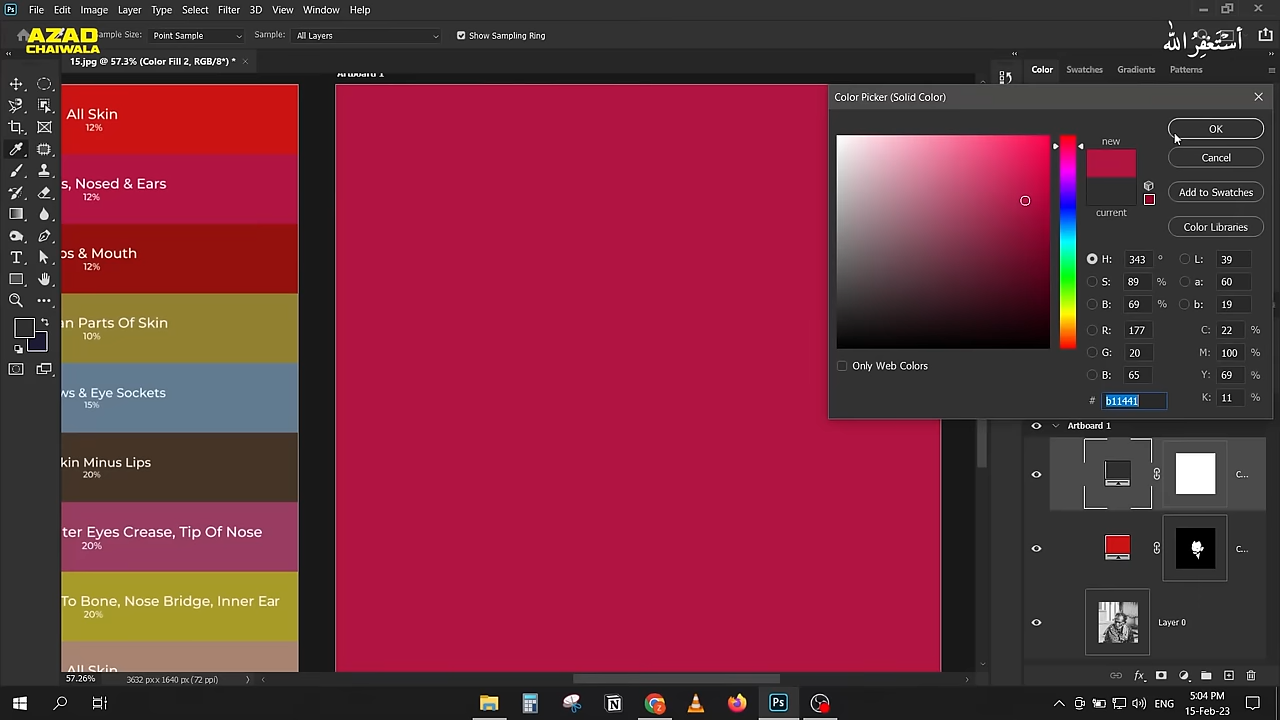 File Edit Image Layer Type Select Filter 3D View Window Help
AZAD
CHAIWALA
Sample Size: Point Sample Sample: All Layers Show Sampling Ring
أستغفر الله
15.jpg @ 57.3% (Color Fill 2, RGB/8*) *
Artboard 1
Color Swatches Gradients Patterns
All Skin
12%
s, Nosed & Ears
12%
os & Mouth
12%
an Parts Of Skin
10%
ws & Eye Sockets
15%
kin Minus Lips
20%
ter Eyes Crease, Tip Of Nose
20%
To Bone, Nose Bridge, Inner Ear
20%
All Skin
Color Picker (Solid Color)
new
current
OK
Cancel
Add to Swatches
Color Libraries
H: 343 ° L: 39
S: 89 % a: 60
B: 69 % b: 19
R: 177 C: 22 %
G: 20 M: 100 %
B: 65 Y: 69 %
# b11441 K: 11 %
Only Web Colors
Artboard 1
C...
C...
Layer 0
57.26% 3632 px x 1640 px (72 ppi)
ENG
5:04 PM
15-Feb-23